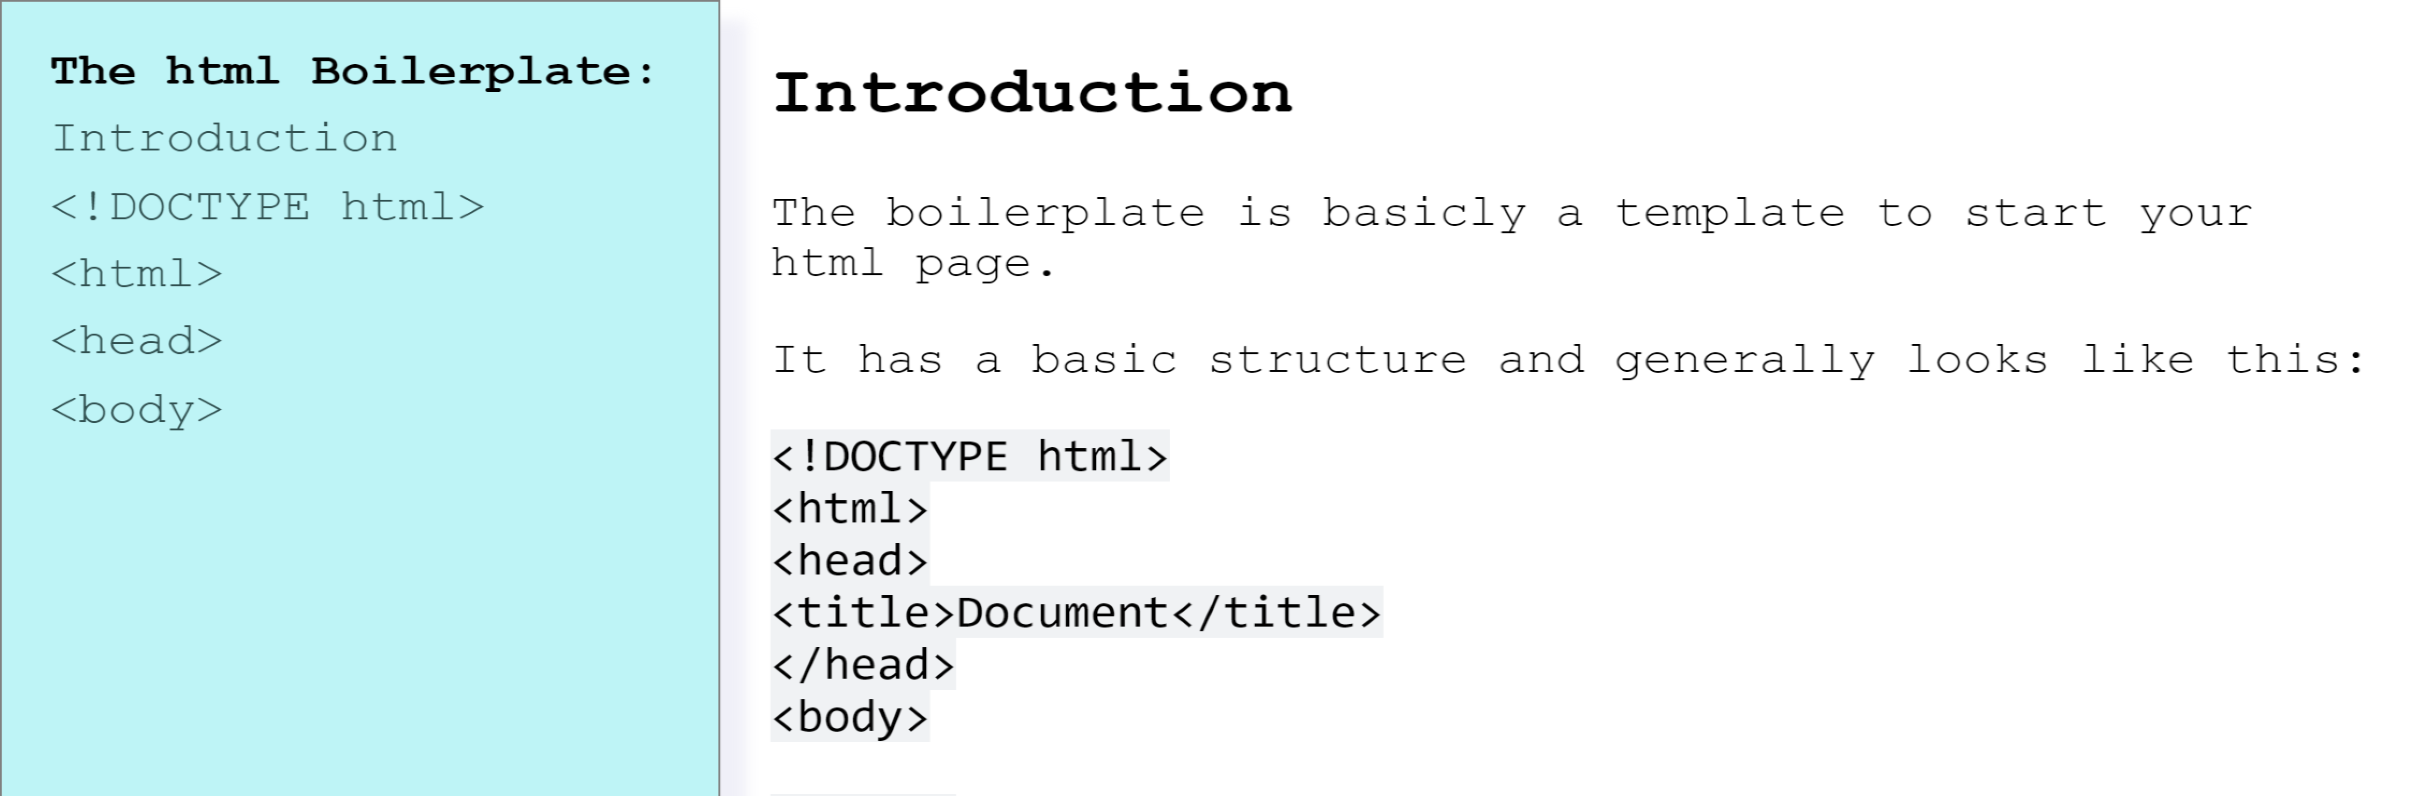 The html Boilerplate:
Introduction
<!DOCTYPE html>
<html>
<head>
<body>
Introduction
The boilerplate is basicly a template to start your
html page.
It has a basic structure and generally looks like this:
<!DOCTYPE html>
<html>
<head>
<title>Document</title>
</head>
<body>